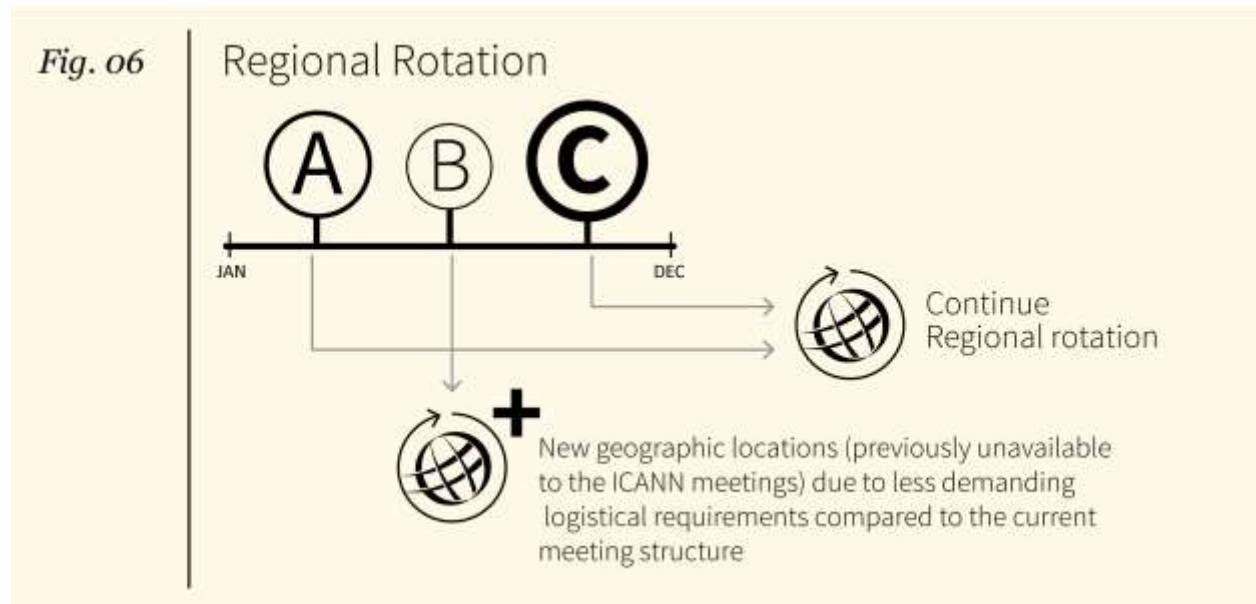 Fig. 06
Regional Rotation
A
B
C
JAN
DEC
Continue
Regional rotation
+
New geographic locations (previously unavailable
to the ICANN meetings) due to less demanding
logistical requirements compared to the current
meeting structure